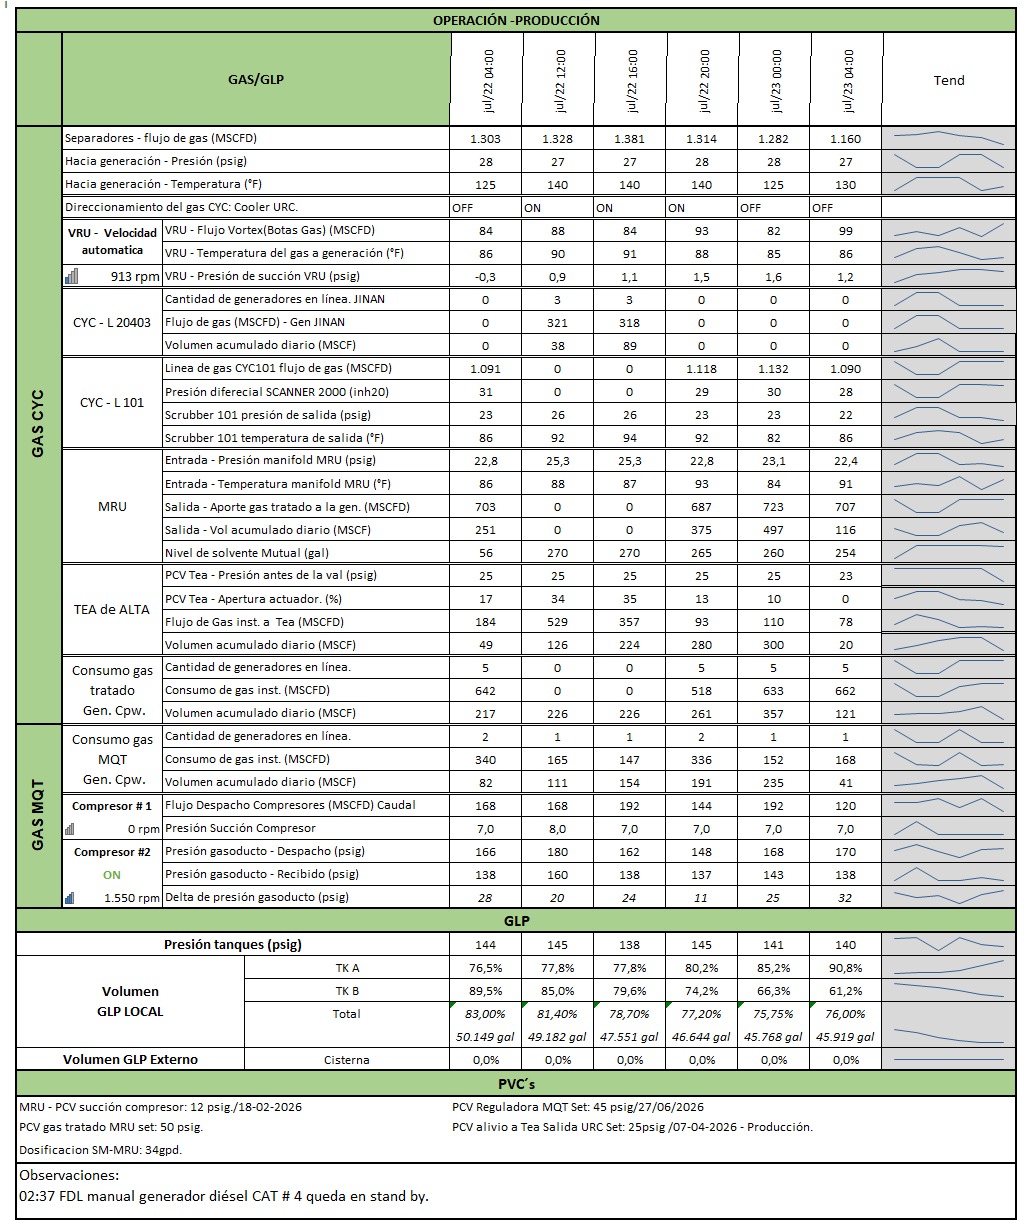 OPERACIÓN -PRODUCCIÓN
GAS/GLP jul/22 04:00 jul/22 12:00 jul/22 16:00 jul/22 20:00 jul/23 00:00 jul/23 04:00 Tend
GAS CYC
Separadores - flujo de gas (MSCFD) 1.303 1.328 1.381 1.314 1.282 1.160
Hacia generación - Presión (psig) 28 27 27 28 28 27
Hacia generación - Temperatura (°F) 125 140 140 140 125 130
Direccionamiento del gas CYC: Cooler URC. OFF ON ON ON OFF OFF
VRU - Velocidad automatica
913 rpm
VRU - Flujo Vortex(Botas Gas) (MSCFD) 84 88 84 93 82 99
VRU - Temperatura del gas a generación (°F) 86 90 91 88 85 86
VRU - Presión de succión VRU (psig) -0,3 0,9 1,1 1,5 1,6 1,2
CYC - L 20403
Cantidad de generadores en línea. JINAN 0 3 3 0 0 0
Flujo de gas (MSCFD) - Gen JINAN 0 321 318 0 0 0
Volumen acumulado diario (MSCF) 0 38 89 0 0 0
CYC - L 101
Linea de gas CYC101 flujo de gas (MSCFD) 1.091 0 0 1.118 1.132 1.090
Presión diferecial SCANNER 2000 (inh20) 31 0 0 29 30 28
Scrubber 101 presión de salida (psig) 23 26 26 23 23 22
Scrubber 101 temperatura de salida (°F) 86 92 94 92 82 86
MRU
Entrada - Presión manifold MRU (psig) 22,8 25,3 25,3 22,8 23,1 22,4
Entrada - Temperatura manifold MRU (°F) 86 88 87 93 84 91
Salida - Aporte gas tratado a la gen. (MSCFD) 703 0 0 687 723 707
Salida - Vol acumulado diario (MSCF) 251 0 0 375 497 116
Nivel de solvente Mutual (gal) 56 270 270 265 260 254
TEA de ALTA
PCV Tea - Presión antes de la val (psig) 25 25 25 25 25 23
PCV Tea - Apertura actuador. (%) 17 34 35 13 10 0
Flujo de Gas inst. a Tea (MSCFD) 184 529 357 93 110 78
Volumen acumulado diario (MSCF) 49 126 224 280 300 20
Consumo gas tratado Gen. Cpw.
Cantidad de generadores en línea. 5 0 0 5 5 5
Consumo de gas inst. (MSCFD) 642 0 0 518 633 662
Volumen acumulado diario (MSCF) 217 226 226 261 357 121
GAS MQT
Consumo gas MQT Gen. Cpw.
Cantidad de generadores en línea. 2 1 1 2 1 1
Consumo de gas inst. (MSCFD) 340 165 147 336 152 168
Volumen acumulado diario (MSCF) 82 111 154 191 235 41
Compresor # 1
0 rpm
Flujo Despacho Compresores (MSCFD) Caudal 168 168 192 144 192 120
Presión Succión Compresor 7,0 8,0 7,0 7,0 7,0 7,0
Compresor #2
ON
1.550 rpm
Presión gasoducto - Despacho (psig) 166 180 162 148 168 170
Presión gasoducto - Recibido (psig) 138 160 138 137 143 138
Delta de presión gasoducto (psig) 28 20 24 11 25 32
GLP
Presión tanques (psig) 144 145 138 145 141 140
Volumen
GLP LOCAL
TK A 76,5% 77,8% 77,8% 80,2% 85,2% 90,8%
TK B 89,5% 85,0% 79,6% 74,2% 66,3% 61,2%
Total 83,00% 81,40% 78,70% 77,20% 75,75% 76,00%
50.149 gal 49.182 gal 47.551 gal 46.644 gal 45.768 gal 45.919 gal
Volumen GLP Externo Cisterna 0,0% 0,0% 0,0% 0,0% 0,0% 0,0%
PVC´s
MRU - PCV succión compresor: 12 psig./18-02-2026 PCV Reguladora MQT Set: 45 psig/27/06/2026
PCV gas tratado MRU set: 50 psig. PCV alivio a Tea Salida URC Set: 25psig /07-04-2026 - Producción.
Dosificacion SM-MRU: 34gpd.
Observaciones:
02:37 FDL manual generador diésel CAT # 4 queda en stand by.